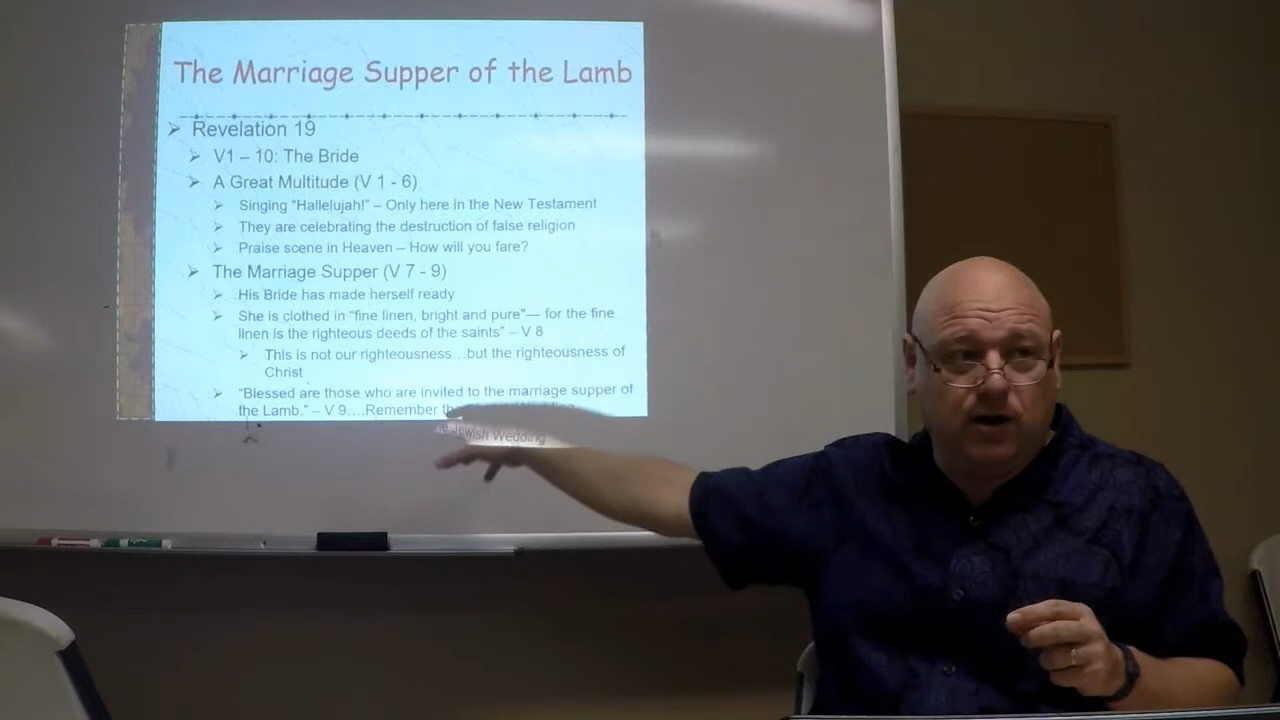 The Marriage Supper of the Lamb
Revelation 19
V1 – 10: The Bride
A Great Multitude (V 1 - 6)
Singing "Hallelujah!" – Only here in the New Testament
They are celebrating the destruction of false religion
Praise scene in Heaven – How will you fare?
The Marriage Supper (V 7 - 9)
His Bride has made herself ready
She is clothed in "fine linen, bright and pure"— for the fine
linen is the righteous deeds of the saints" – V 8
This is not our righteousness…but the righteousness of
Christ
"Blessed are those who are invited to the marriage supper of
the Lamb." – V 9….Remember the Jewish Wedding